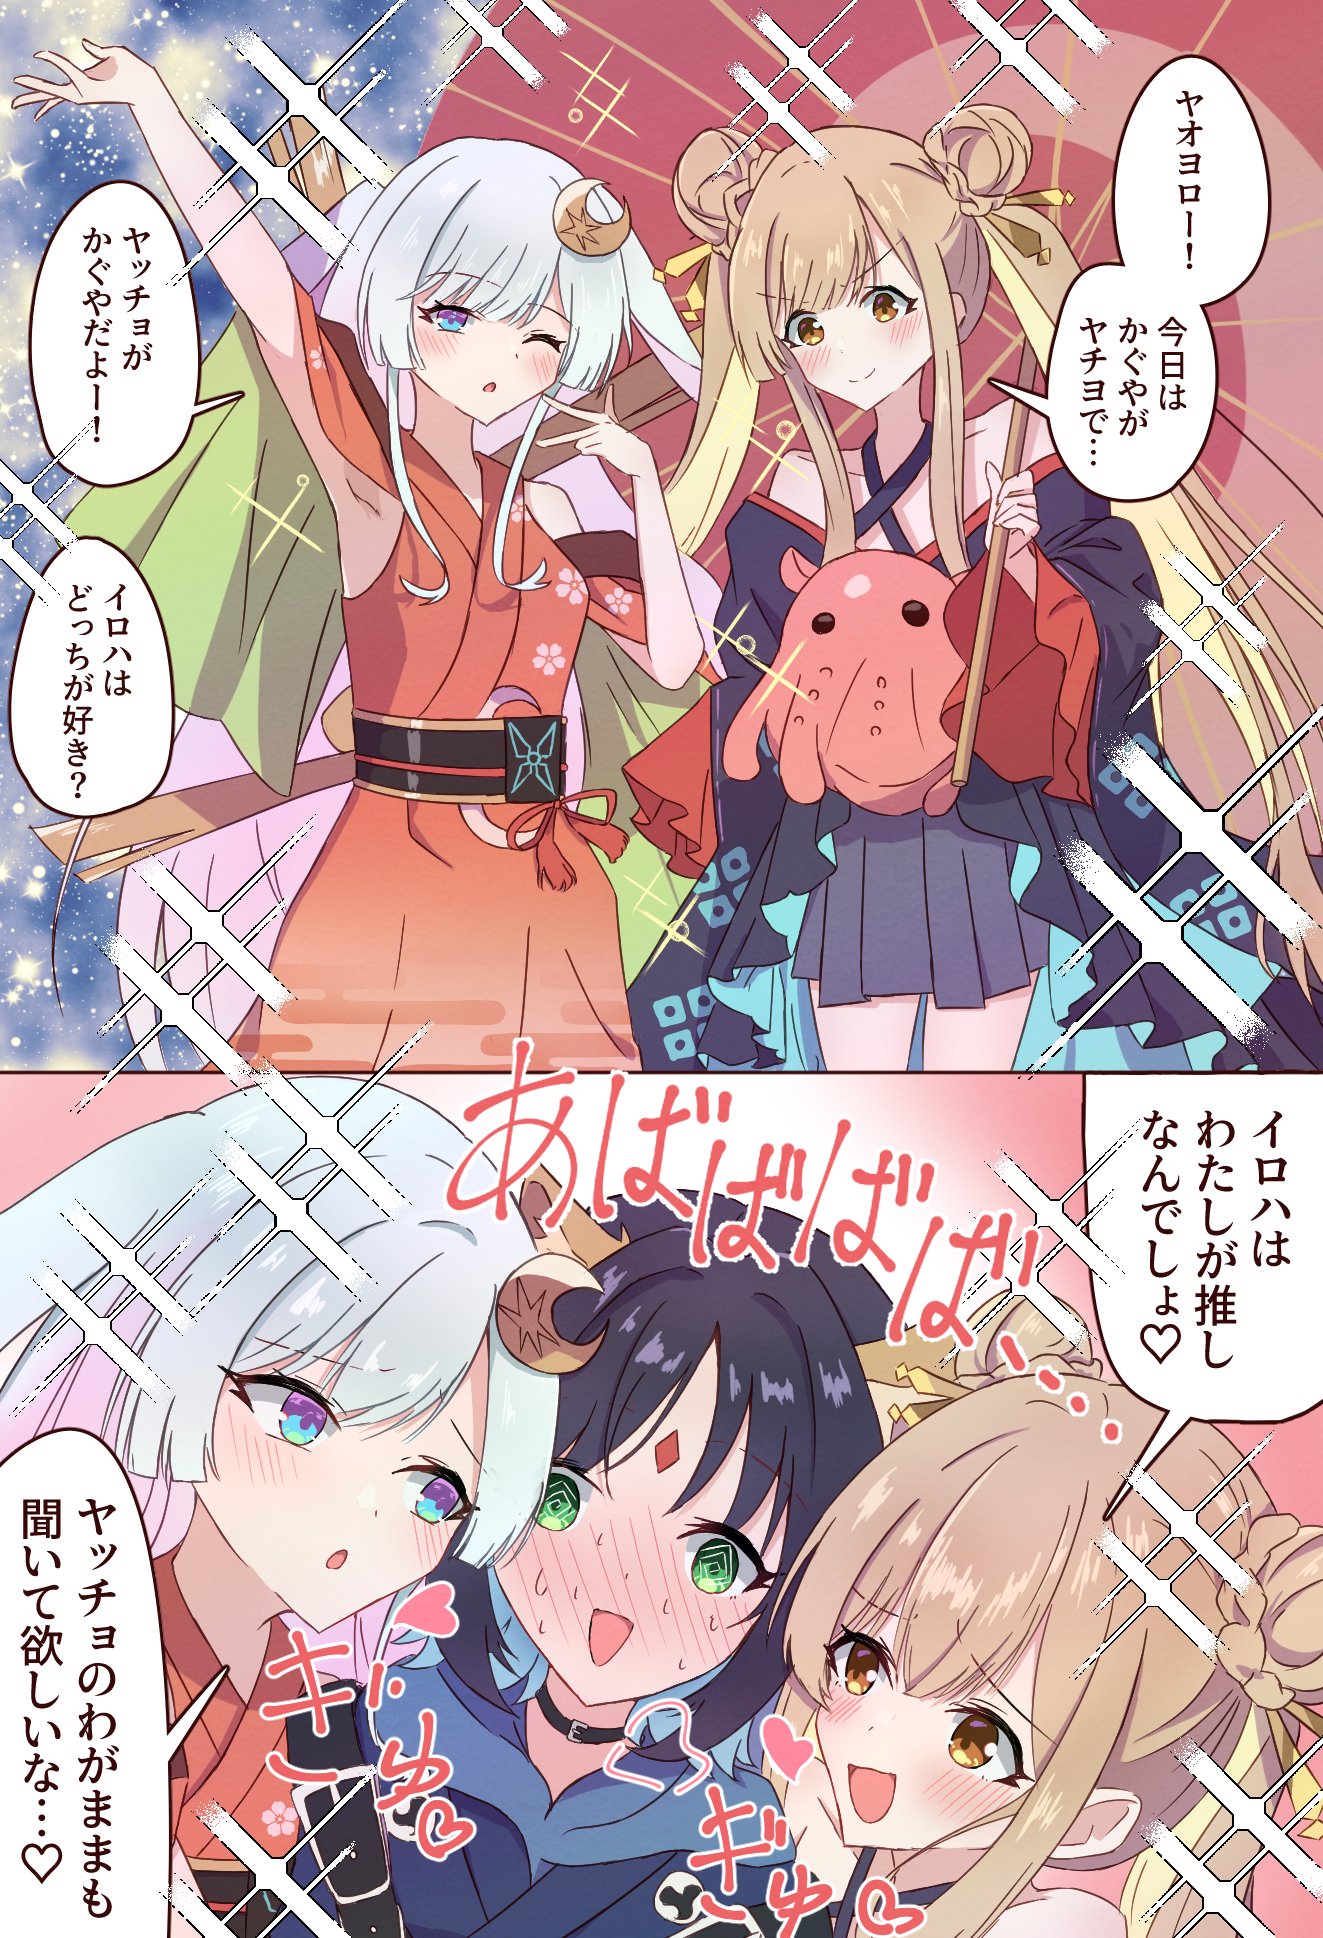 ヤオヨロー！
今日は
かぐやが
ヤチヨで…
ヤッチョが
かぐやだよー！
イロハは
どっちが好き？
イロハは
わたしが推し
なんでしょ♡
あばばばば…
ヤッチョのわがままも
聞いて欲しいな…♡
ギュ♡
ギュ♡